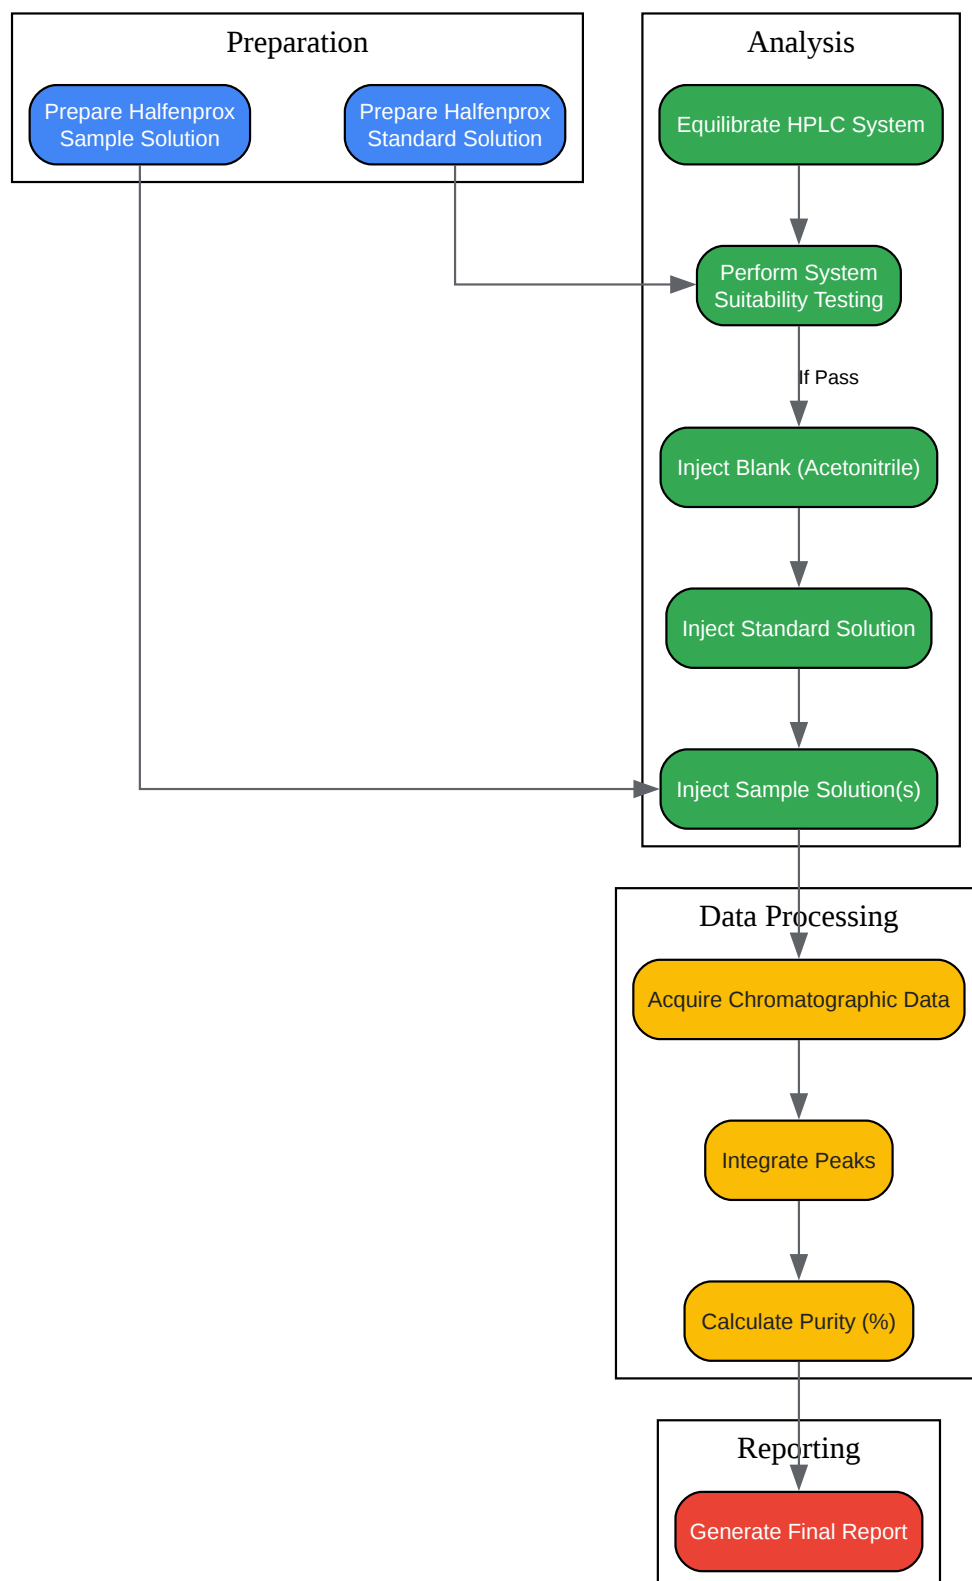 Preparation
Prepare Halfenprox
Sample Solution
Prepare Halfenprox
Standard Solution
Analysis
Equilibrate HPLC System
Perform System
Suitability Testing
If Pass
Inject Blank (Acetonitrile)
Inject Standard Solution
Inject Sample Solution(s)
Data Processing
Acquire Chromatographic Data
Integrate Peaks
Calculate Purity (%)
Reporting
Generate Final Report